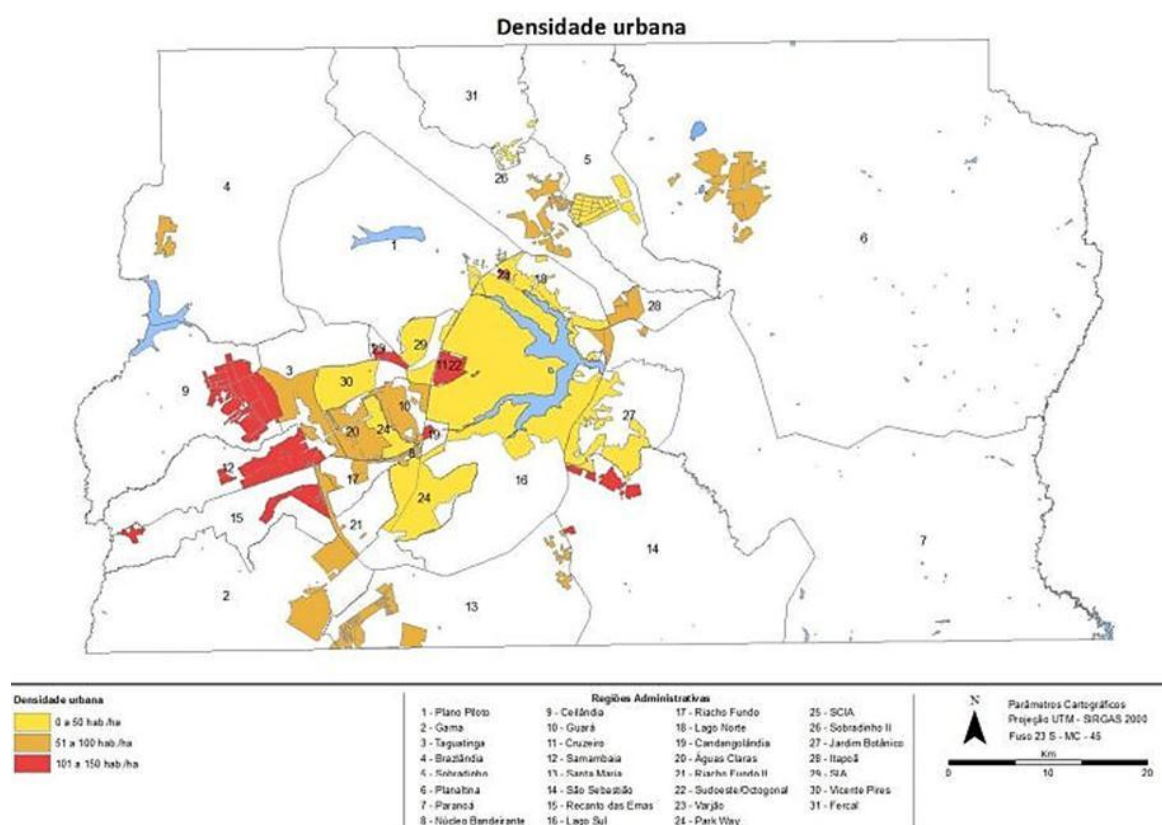 Densidade urbana
31
5
26
4
1
6
18
28
29
11 22
9
3
30
10
27
20
24
19
8
12
17
24
16
15
21
14
7
2
13
Densidade urbana
0 a 50 hab./ha
51 a 100 hab./ha
101 a 150 hab./ha
Regiões Administrativas
1 - Plano Piloto
2 - Gama
3 - Taguatinga
4 - Brazlândia
5 - Sobradinho
6 - Planaltina
7 - Paranoá
8 - Núcleo Bandeirante
9 - Ceilândia
10 - Guará
11 - Cruzeiro
12 - Samambaia
13 - Santa Maria
14 - São Sebastião
15 - Recanto das Emas
16 - Lago Sul
17 - Riacho Fundo
18 - Lago Norte
19 - Candangolândia
20 - Águas Claras
21 - Riacho Fundo II
22 - Sudoeste/Octogonal
23 - Varjão
24 - Park Way
25 - SCIA
26 - Sobradinho II
27 - Jardim Botânico
28 - Itapoã
29 - SIA
30 - Vicente Pires
31 - Fercal
N
Parâmetros Cartográficos
Projeção UTM - SIRGAS 2000
Fuso 23 S - MC - 45
Km
0 10 20